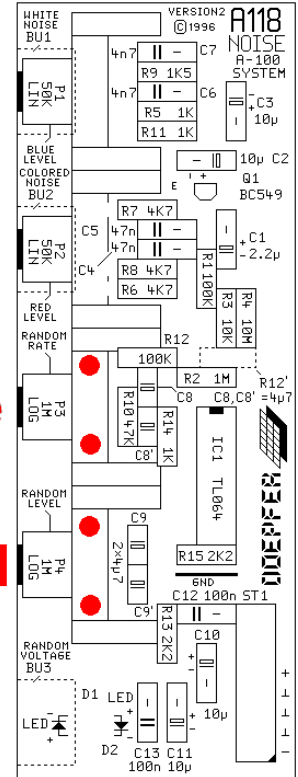 WHITE NOISE
BU1
VERSION2
©1996
A118
NOISE
A-100
SYSTEM
4n7
C7
R9 1K5
4n7
C6
R5 1K
R11 1K
C3
10µ
P1
50K
LIN
BLUE LEVEL
COLORED NOISE
BU2
10µ C2
E
Q1
BC549
R7 4K7
C5
47n
47n
C4
R8 4K7
R6 4K7
C1
2.2µ
R1 100K
R3 10K
R4 10M
P2
50K
LIN
RED LEVEL
RANDOM RATE
R12
100K
R2 1M
R12'
C8
C8,C8'
=4µ7
R10 47K
R14 1K
C8'
P3
1M
LOG
IC1 TL064
DOEPFER
RANDOM LEVEL
P4
1M
LOG
C9
2×4µ7
C9'
R15 2K2
GND
C12 100n
ST1
R13 2K2
C10
10µ
RANDOM VOLTAGE
BU3
D1
LED
LED
D2
C13
100n
C11
10µ